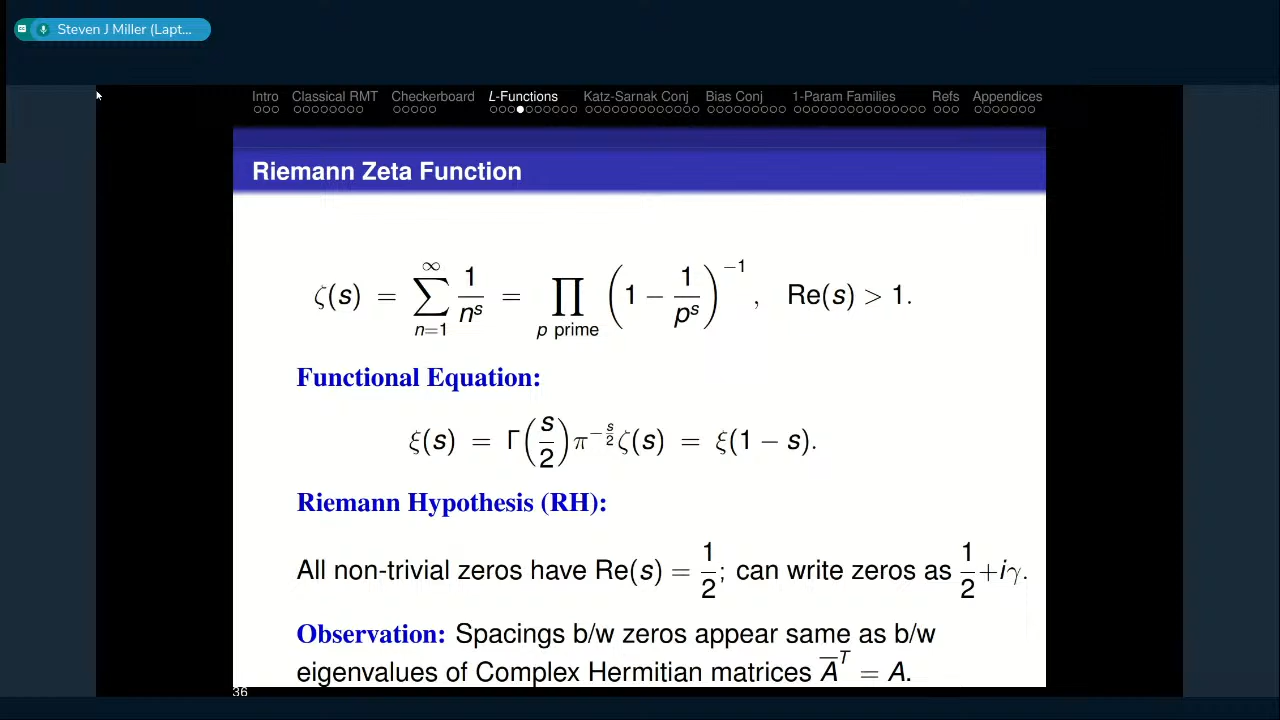 Steven J Miller (Lapt...
Intro Classical RMT Checkerboard L-Functions Katz-Sarnak Conj Bias Conj 1-Param Families Refs Appendices
Riemann Zeta Function
ζ(s) = ∑_{n=1}^{∞} 1/n^s = ∏_{p prime} (1 − 1/p^s)^{−1}, Re(s) > 1.
Functional Equation:
ξ(s) = Γ(s/2) π^{−s/2} ζ(s) = ξ(1 − s).
Riemann Hypothesis (RH):
All non-trivial zeros have Re(s) = 1/2; can write zeros as 1/2+iγ.
Observation: Spacings b/w zeros appear same as b/w
eigenvalues of Complex Hermitian matrices A̅^T = A.
36